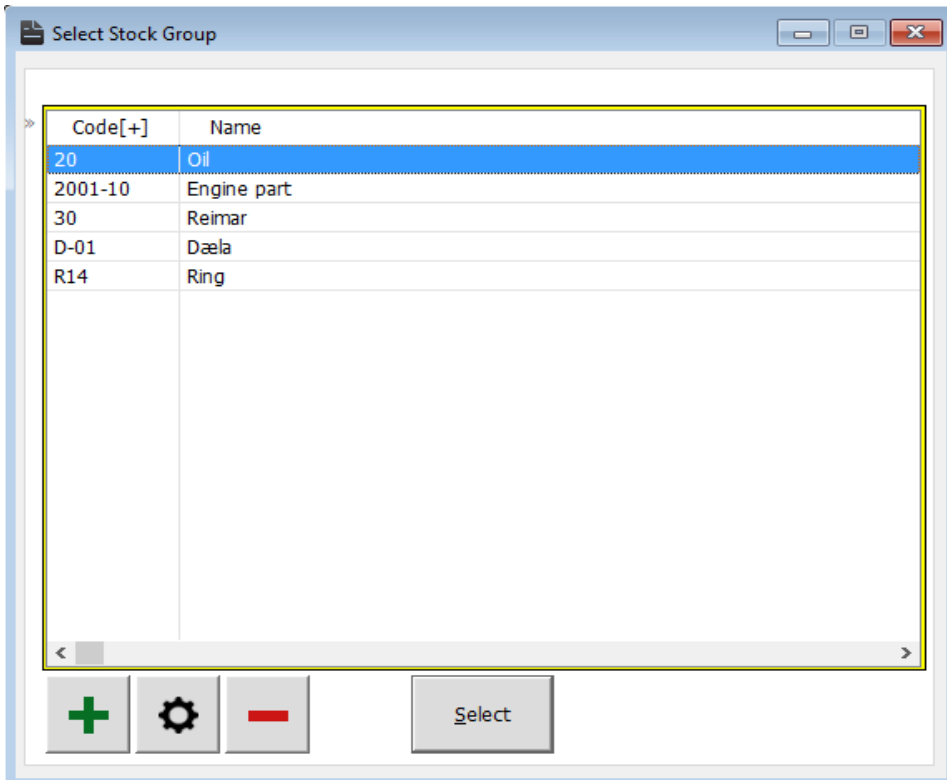 Select Stock Group
Code[+] Name
20 Oil
2001-10 Engine part
30 Reimar
D-01 Dæla
R14 Ring
Select